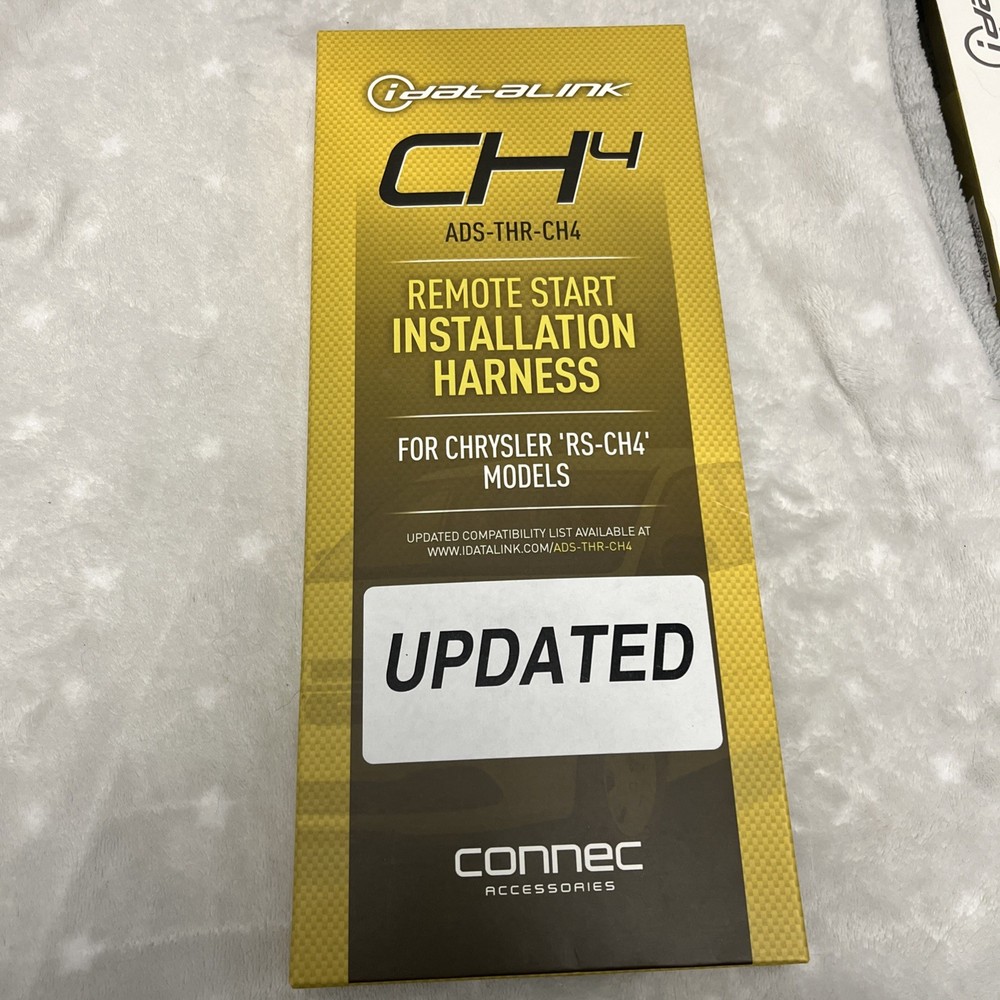 idatalink
CH4
ADS-THR-CH4
REMOTE START
INSTALLATION
HARNESS
FOR CHRYSLER 'RS-CH4'
MODELS
UPDATED COMPATIBILITY LIST AVAILABLE AT
WWW.IDATALINK.COM/ADS-THR-CH4
UPDATED
connec
ACCESSORIES